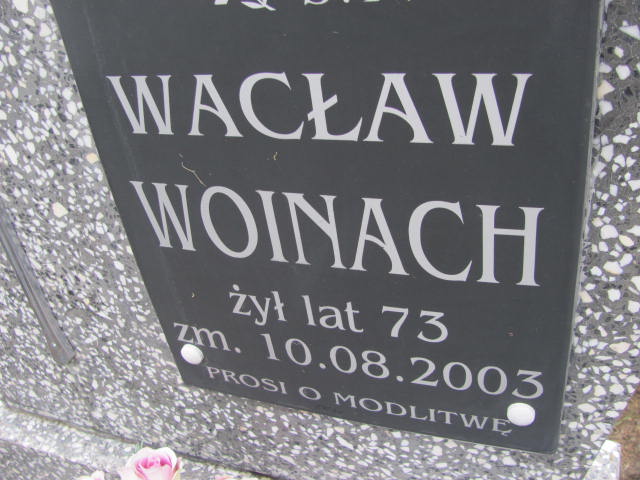 WACŁAW
WOINACH
żył lat 73
zm. 10.08.2003
PROSI O MODLITWĘ